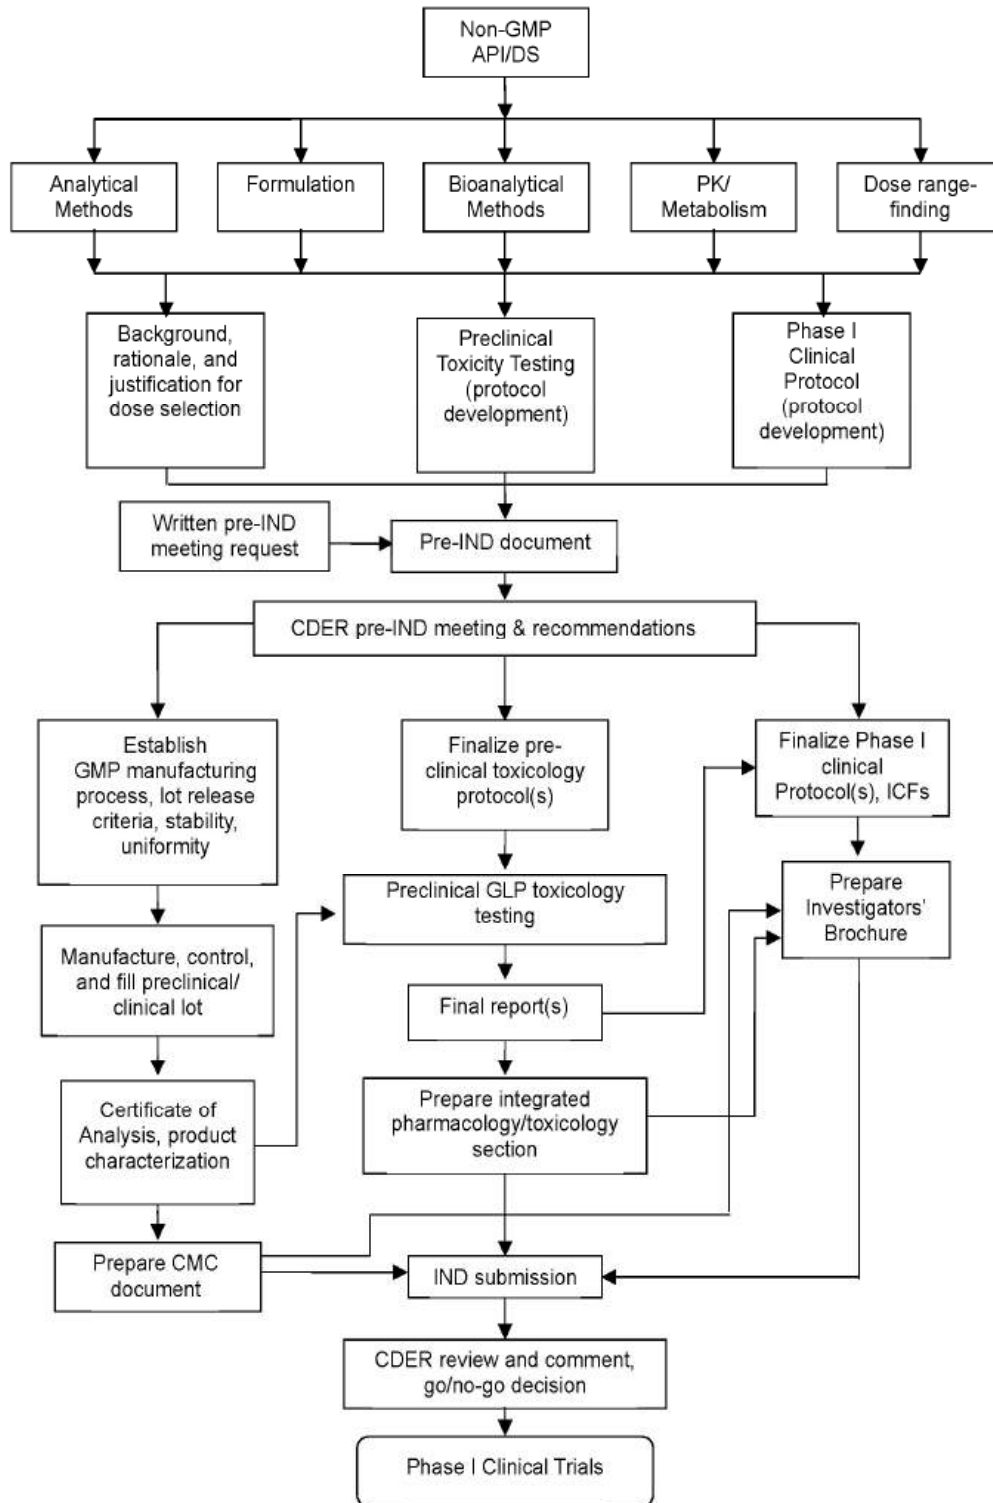 Non-GMP
API/DS
Analytical
Methods
Formulation
Bioanalytical
Methods
PK/
Metabolism
Dose range-
finding
Background,
rationale, and
justification for
dose selection
Preclinical
Toxicity Testing
(protocol
development)
Phase I
Clinical
Protocol
(protocol
development)
Written pre-IND
meeting request
Pre-IND document
CDER pre-IND meeting & recommendations
Establish
GMP manufacturing
process, lot release
criteria, stability,
uniformity
Finalize pre-
clinical toxicology
protocol(s)
Finalize Phase I
clinical
Protocol(s), ICFs
Preclinical GLP toxicology
testing
Prepare
Investigators'
Brochure
Manufacture, control,
and fill preclinical/
clinical lot
Final report(s)
Certificate of
Analysis, product
characterization
Prepare integrated
pharmacology/toxicology
section
Prepare CMC
document
IND submission
CDER review and comment,
go/no-go decision
Phase I Clinical Trials